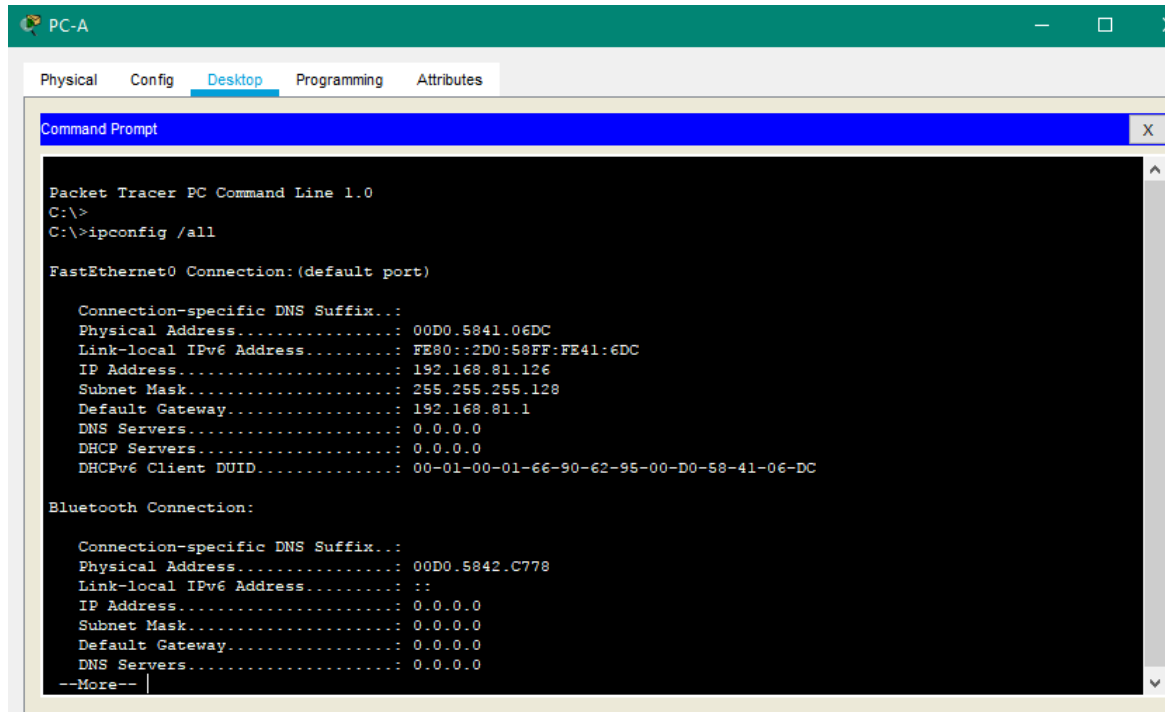 PC-A
Physical Config Desktop Programming Attributes
Command Prompt
X
Packet Tracer PC Command Line 1.0
C:\>
C:\>ipconfig /all
FastEthernet0 Connection:(default port)
Connection-specific DNS Suffix..:
Physical Address................: 00D0.5841.06DC
Link-local IPv6 Address.........: FE80::2D0:58FF:FE41:6DC
IP Address......................: 192.168.81.126
Subnet Mask.....................: 255.255.255.128
Default Gateway.................: 192.168.81.1
DNS Servers.....................: 0.0.0.0
DHCP Servers....................: 0.0.0.0
DHCPv6 Client DUID..............: 00-01-00-01-66-90-62-95-00-D0-58-41-06-DC
Bluetooth Connection:
Connection-specific DNS Suffix..:
Physical Address................: 00D0.5842.C778
Link-local IPv6 Address.........: ::
IP Address......................: 0.0.0.0
Subnet Mask.....................: 0.0.0.0
Default Gateway.................: 0.0.0.0
DNS Servers.....................: 0.0.0.0
--More--